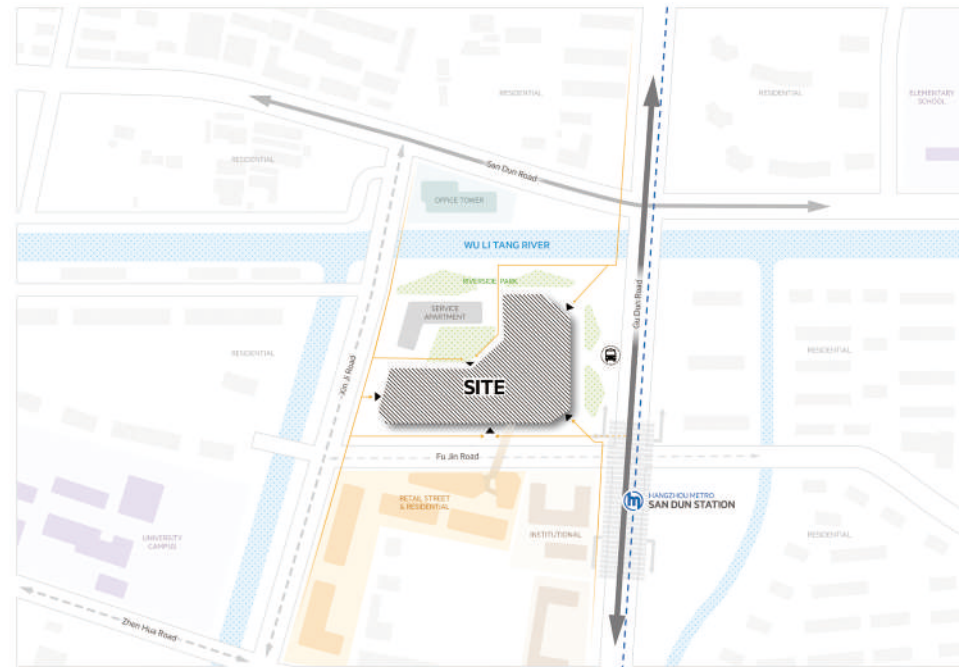 RESIDENTIAL
RESIDENTIAL
ELEMENTARY
SCHOOL
RESIDENTIAL
San Dun Road
OFFICE TOWER
WU LI TANG RIVER
RIVERSIDE PARK
SERVICE
APARTMENT
Gu Dun Road
RESIDENTIAL
RESIDENTIAL
Xin Ji Road
SITE
Fu Jin Road
RETAIL STREET
& RESIDENTIAL
HANGZHOU METRO
SAN DUN STATION
m
UNIVERSITY
CAMPUS
INSTITUTIONAL
RESIDENTIAL
Zhen Hua Road